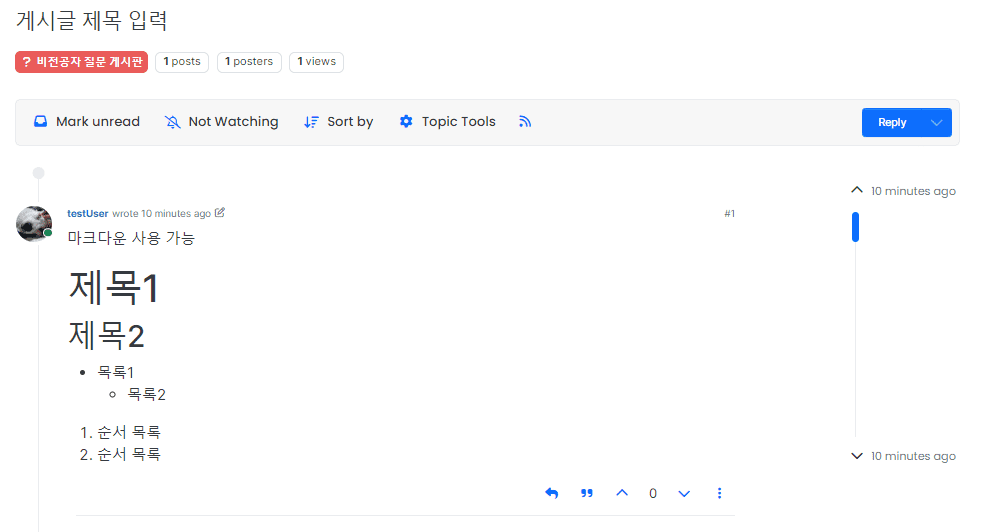 게시글 제목 입력
? 비전공자 질문 게시판 1 posts 1 posters 1 views
Mark unread Not Watching Sort by Topic Tools Reply
10 minutes ago
testUser wrote 10 minutes ago #1
마크다운 사용 가능
제목1
제목2
• 목록1
◦ 목록2
1. 순서 목록
2. 순서 목록
10 minutes ago
0